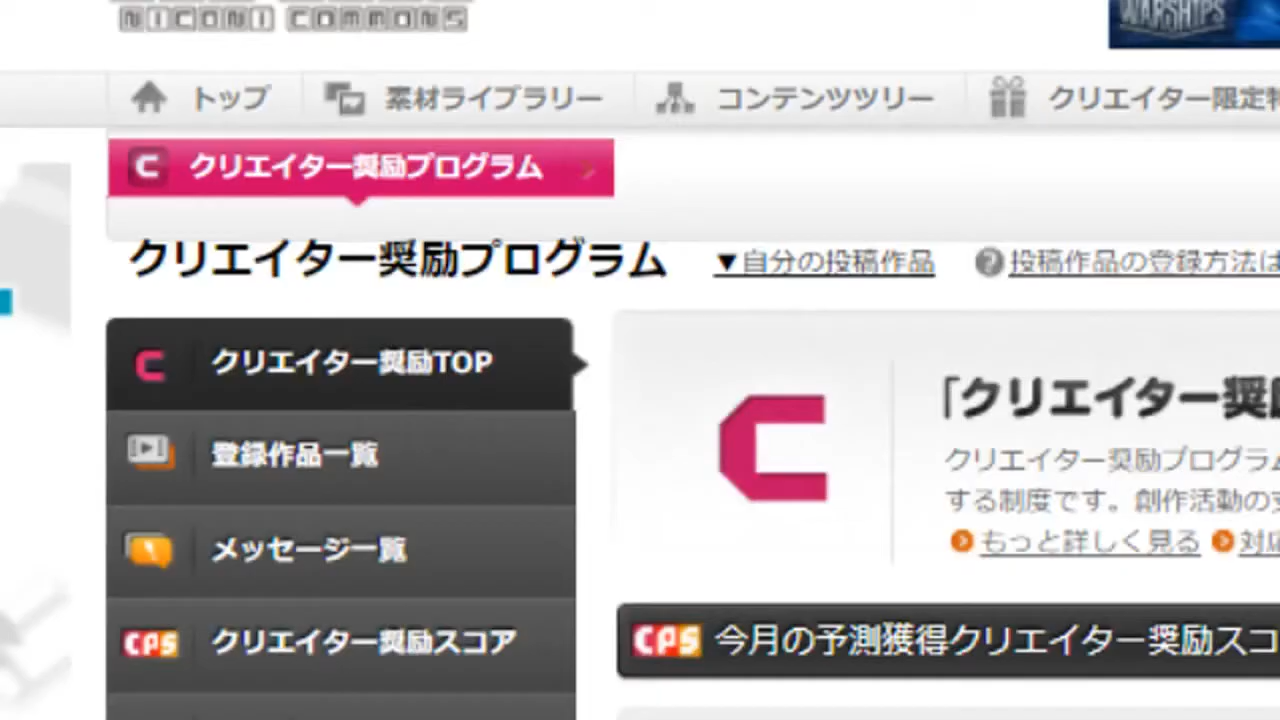 NICONI COMMONS
WARSHIPS
トップ 素材ライブラリー コンテンツツリー クリエイター限定特
クリエイター奨励プログラム
クリエイター奨励プログラム ▼自分の投稿作品 ? 投稿作品の登録方法は
クリエイター奨励TOP
登録作品一覧
メッセージ一覧
CPS クリエイター奨励スコア
「クリエイター奨励
クリエイター奨励プログラム
する制度です。創作活動の支
もっと詳しく見る 対応
CPS 今月の予測獲得クリエイター奨励スコ